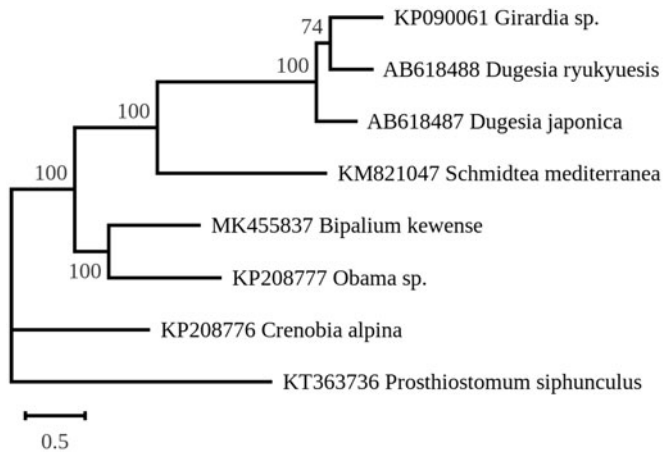 KP090061 Girardia sp.
74
AB618488 Dugesia ryukyuesis
100
AB618487 Dugesia japonica
100
KM821047 Schmidtea mediterranea
100
MK455837 Bipalium kewense
100
KP208777 Obama sp.
KP208776 Crenobia alpina
KT363736 Prosthiostomum siphunculus
0.5